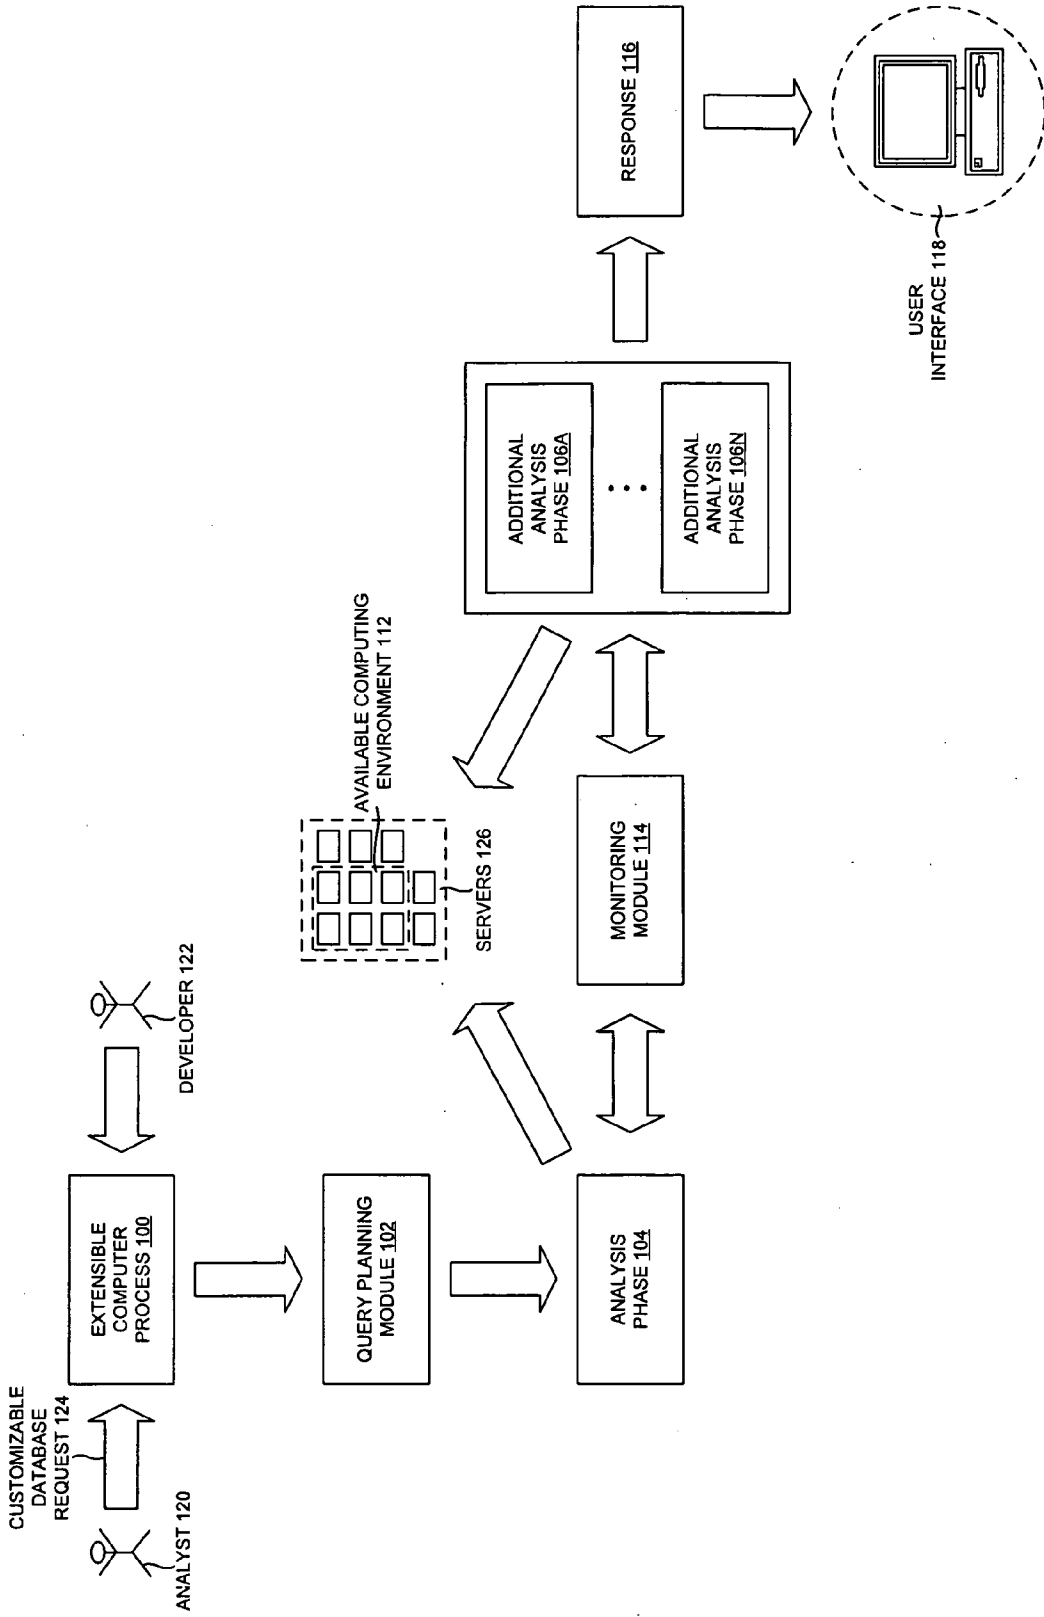 CUSTOMIZABLE
DATABASE
REQUEST 124
ANALYST 120
EXTENSIBLE
COMPUTER
PROCESS 100
DEVELOPER 122
QUERY PLANNING
MODULE 102
AVAILABLE COMPUTING
ENVIRONMENT 112
SERVERS 126
ANALYSIS
PHASE 104
MONITORING
MODULE 114
ADDITIONAL
ANALYSIS
PHASE 106A
ADDITIONAL
ANALYSIS
PHASE 106N
RESPONSE 116
USER
INTERFACE 118